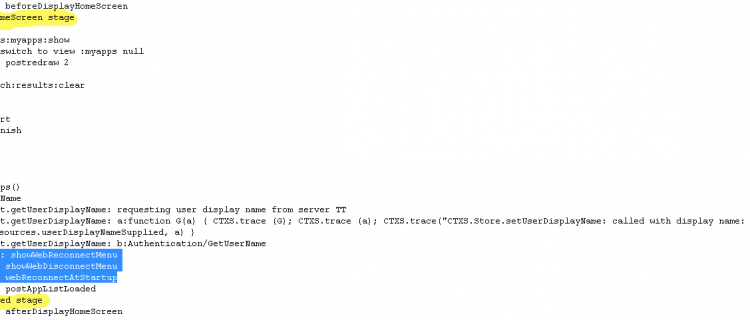 beforeDisplayHomeScreen
meScreen stage
s:myapps:show
switch to view :myapps null
postredraw 2
ch:results:clear
rt
nish
ps()
Name
t.getUserDisplayName: requesting user display name from server TT
t.getUserDisplayName: a:function G(a) { CTXS.trace (G); CTXS.trace (a); CTXS.trace("CTXS.Store.setUserDisplayName: called with display name:
sources.userDisplayNameSupplied, a) }
t.getUserDisplayName: b:Authentication/GetUserName
: showWebReconnectMenu
showWebDisconnectMenu
webReconnectAtStartup
postAppListLoaded
ed stage
afterDisplayHomeScreen